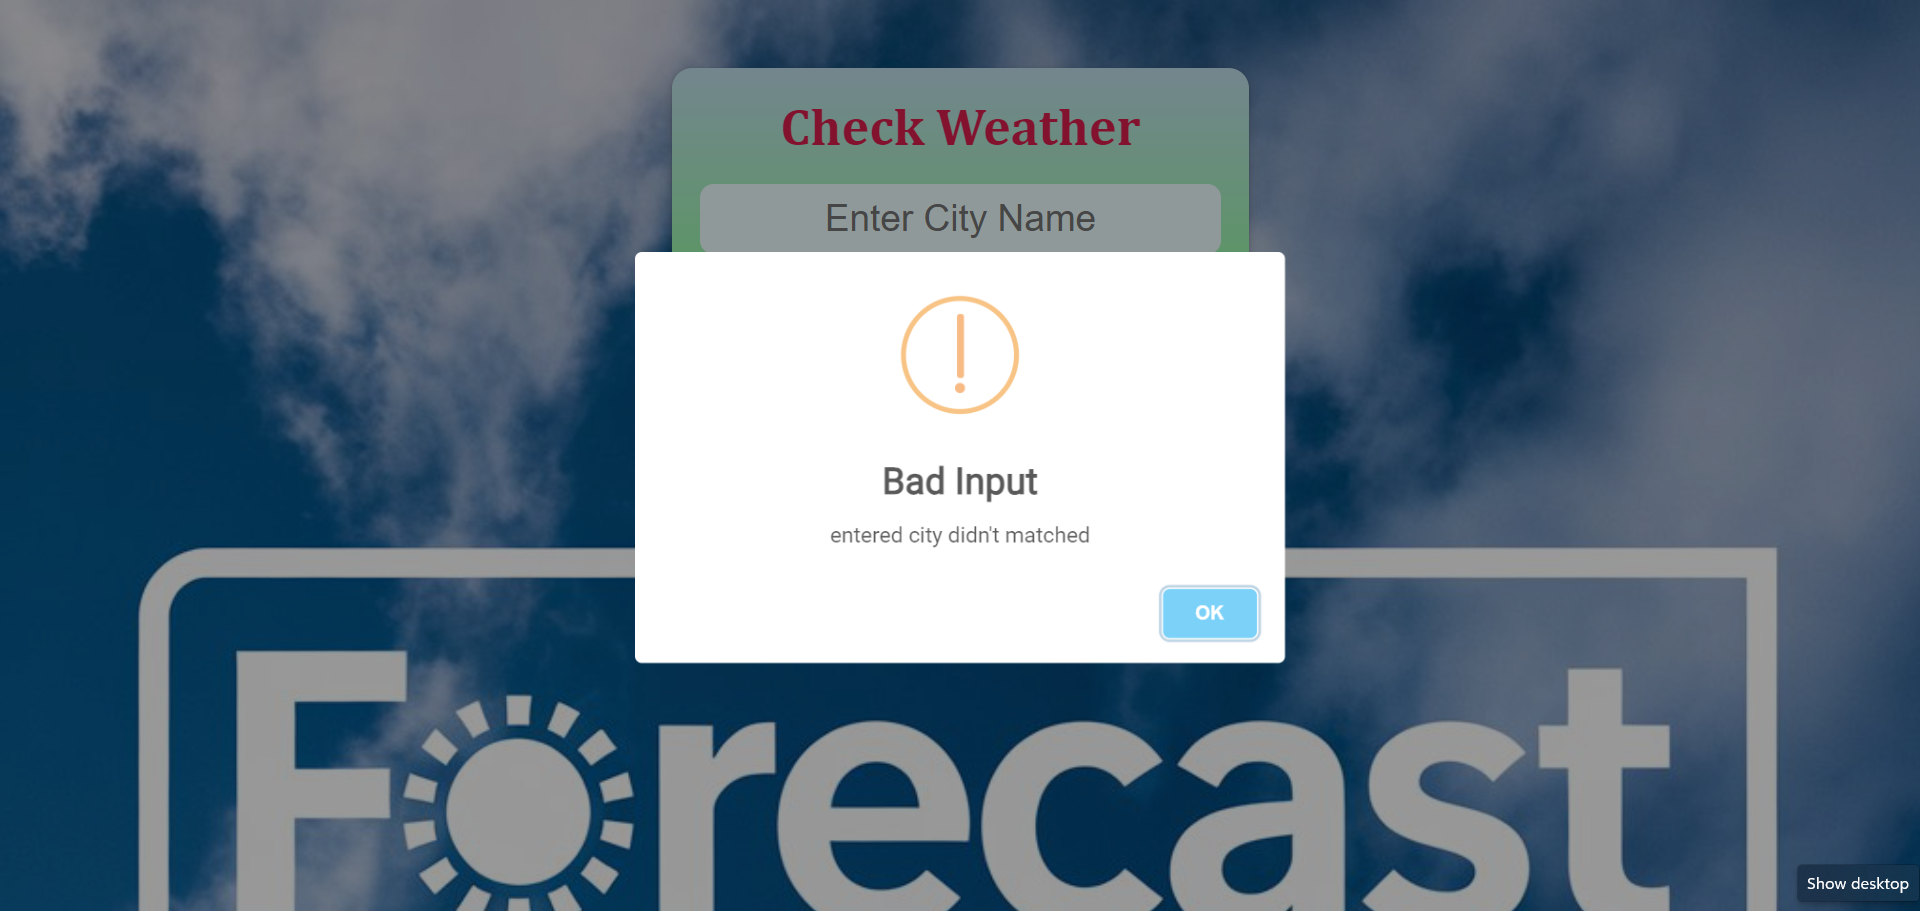 Check Weather
Enter City Name
Bad Input
entered city didn't matched
OK
Forecast
Show desktop